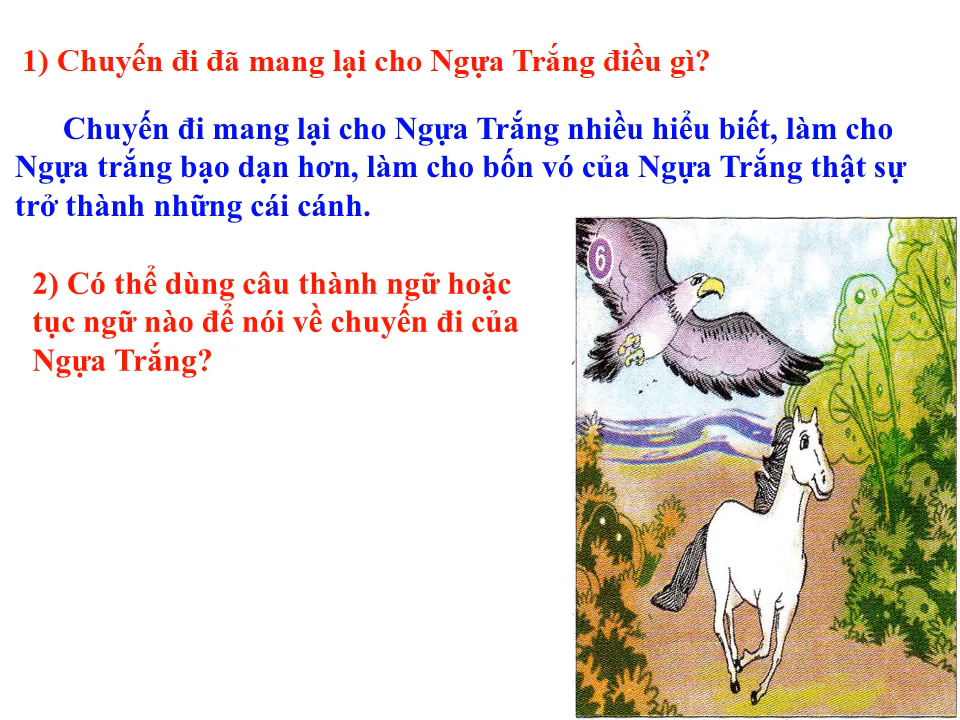 1) Chuyến đi đã mang lại cho Ngựa Trắng điều gì?
Chuyến đi mang lại cho Ngựa Trắng nhiều hiểu biết, làm cho
Ngựa trắng bạo dạn hơn, làm cho bốn vó của Ngựa Trắng thật sự
trở thành những cái cánh.
2) Có thể dùng câu thành ngữ hoặc
tục ngữ nào để nói về chuyến đi của
Ngựa Trắng?
6